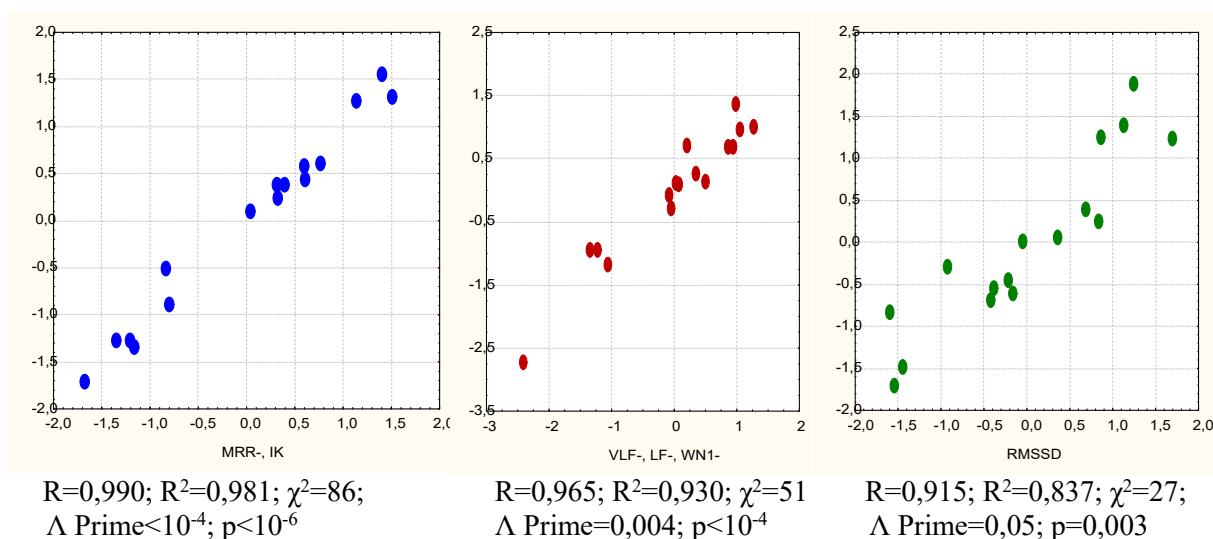 2,0
1,5
1,0
0,5
0,0
-0,5
-1,0
-1,5
-2,0
-2,0 -1,5 -1,0 -0,5 0,0 0,5 1,0 1,5 2,0
MRR-, IK
2,5
1,5
0,5
-0,5
-1,5
-2,5
-3,5
-3 -2 -1 0 1 2
VLF-, LF-, WN1-
2,5
2,0
1,5
1,0
0,5
0,0
-0,5
-1,0
-1,5
-2,0
-2,0 -1,5 -1,0 -0,5 0,0 0,5 1,0 1,5 2,0
RMSSD
R=0,990; R²=0,981; χ²=86;
Λ Prime<10⁻⁴; p<10⁻⁶
R=0,965; R²=0,930; χ²=51
Λ Prime=0,004; p<10⁻⁴
R=0,915; R²=0,837; χ²=27;
Λ Prime=0,05; p=0,003